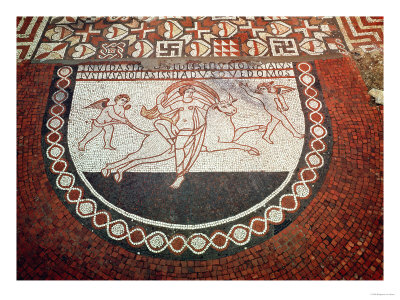 INVIDA SI TAVRI VIDISSET IVNO NATATVS
IVSTIVS AEOLIAS ISSET ADVSQVE DOMOS